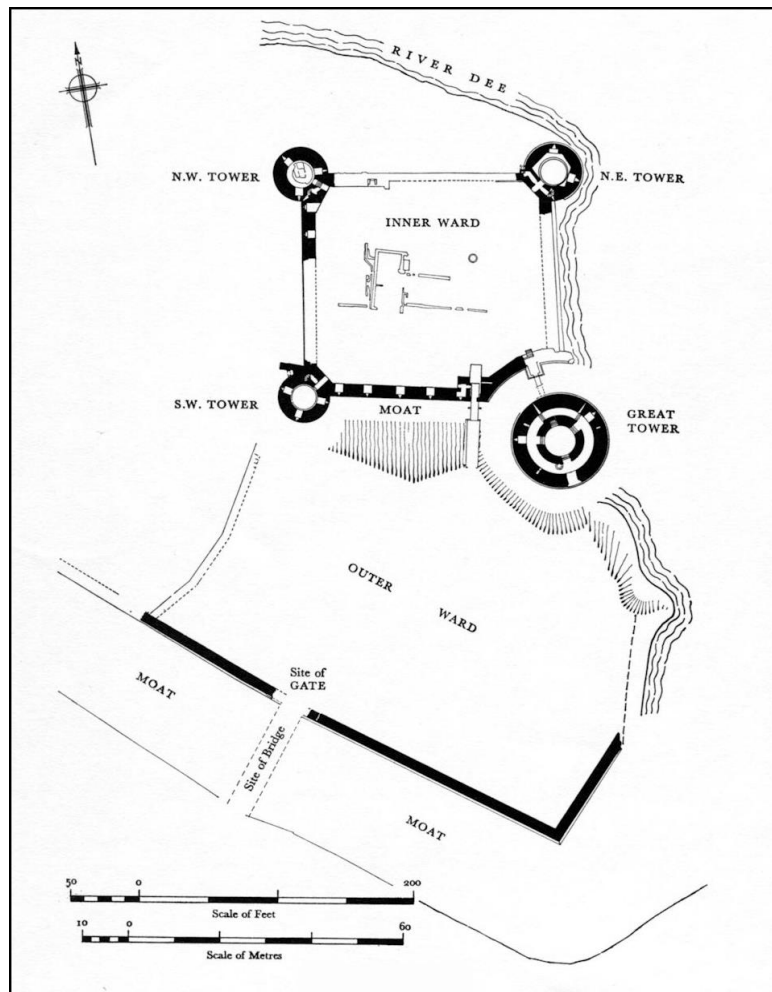 RIVER DEE
N
N.W. TOWER
N.E. TOWER
INNER WARD
S.W. TOWER
MOAT
GREAT
TOWER
OUTER
WARD
MOAT
Site of
GATE
Site of Bridge
MOAT
50 0 200
Scale of Feet
10 0 60
Scale of Metres